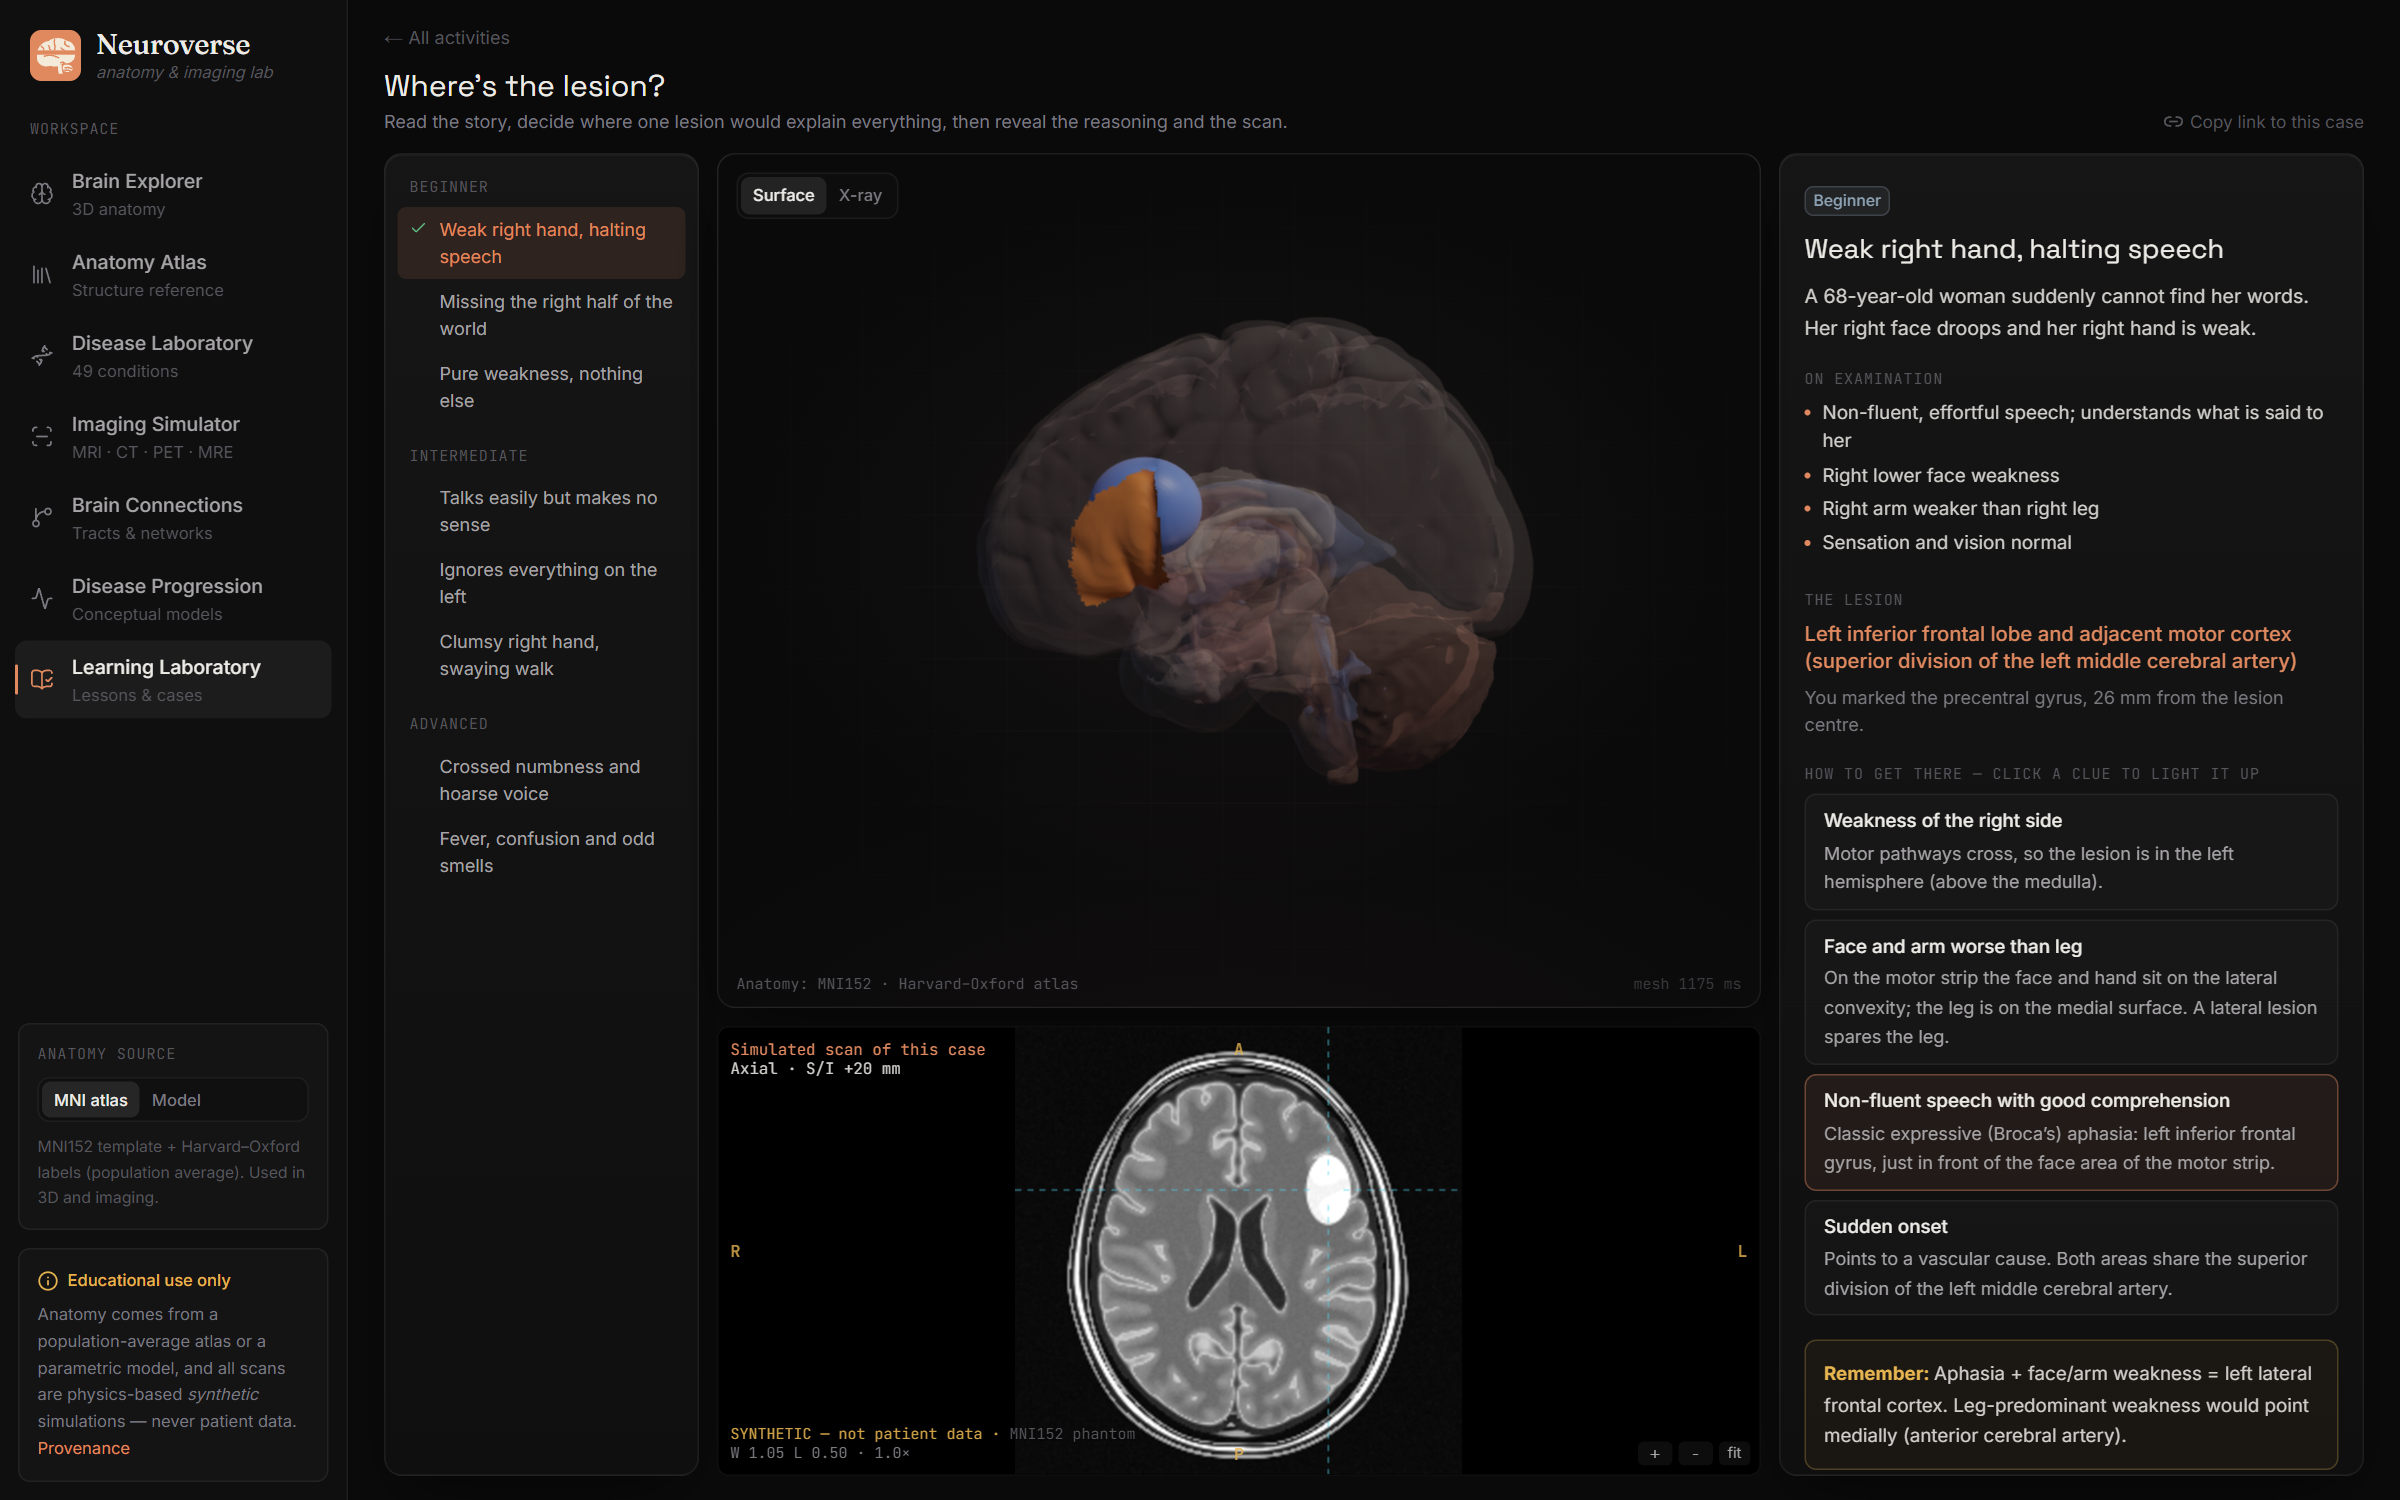 Neuroverse
anatomy & imaging lab
WORKSPACE
Brain Explorer
3D anatomy
Anatomy Atlas
Structure reference
Disease Laboratory
49 conditions
Imaging Simulator
MRI · CT · PET · MRE
Brain Connections
Tracts & networks
Disease Progression
Conceptual models
Learning Laboratory
Lessons & cases
ANATOMY SOURCE
MNI atlas
Model
MNI152 template + Harvard–Oxford
labels (population average). Used in
3D and imaging.
Educational use only
Anatomy comes from a
population-average atlas or a
parametric model, and all scans
are physics-based synthetic
simulations — never patient data.
Provenance
← All activities
Where's the lesion?
Read the story, decide where one lesion would explain everything, then reveal the reasoning and the scan.
Copy link to this case
BEGINNER
Weak right hand, halting
speech
Missing the right half of the
world
Pure weakness, nothing
else
INTERMEDIATE
Talks easily but makes no
sense
Ignores everything on the
left
Clumsy right hand,
swaying walk
ADVANCED
Crossed numbness and
hoarse voice
Fever, confusion and odd
smells
Surface
X-ray
Anatomy: MNI152 · Harvard-Oxford atlas
mesh 1175 ms
Simulated scan of this case
Axial · S/I +20 mm
A
R
L
SYNTHETIC — not patient data · MNI152 phantom
W 1.05 L 0.50 · 1.0×
P
+
-
fit
Beginner
Weak right hand, halting speech
A 68-year-old woman suddenly cannot find her words.
Her right face droops and her right hand is weak.
ON EXAMINATION
• Non-fluent, effortful speech; understands what is said to
her
• Right lower face weakness
• Right arm weaker than right leg
• Sensation and vision normal
THE LESION
Left inferior frontal lobe and adjacent motor cortex
(superior division of the left middle cerebral artery)
You marked the precentral gyrus, 26 mm from the lesion
centre.
HOW TO GET THERE — CLICK A CLUE TO LIGHT IT UP
Weakness of the right side
Motor pathways cross, so the lesion is in the left
hemisphere (above the medulla).
Face and arm worse than leg
On the motor strip the face and hand sit on the lateral
convexity; the leg is on the medial surface. A lateral lesion
spares the leg.
Non-fluent speech with good comprehension
Classic expressive (Broca's) aphasia: left inferior frontal
gyrus, just in front of the face area of the motor strip.
Sudden onset
Points to a vascular cause. Both areas share the superior
division of the left middle cerebral artery.
Remember: Aphasia + face/arm weakness = left lateral
frontal cortex. Leg-predominant weakness would point
medially (anterior cerebral artery).